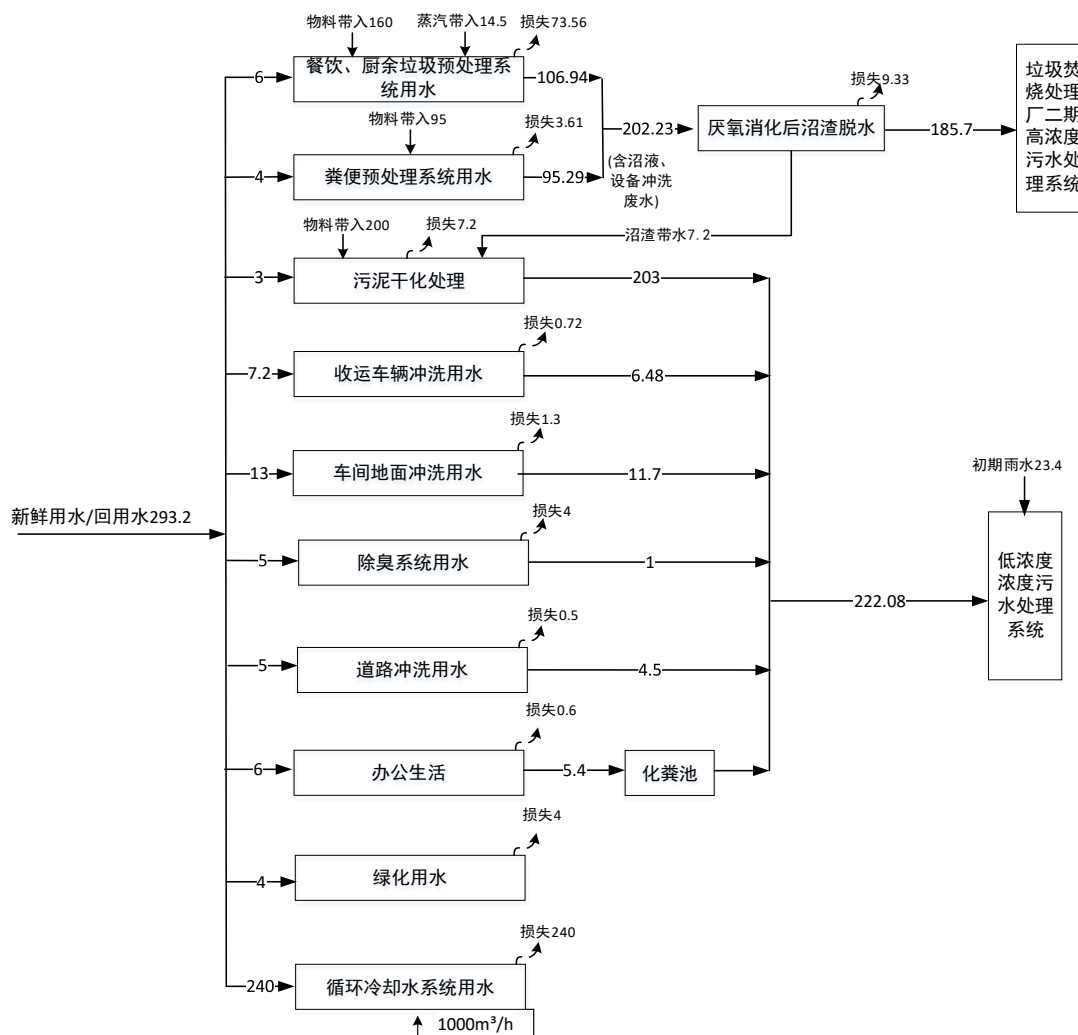 物料带入160
蒸汽带入14.5
损失73.56
6
餐饮、厨余垃圾预处理系
统用水
106.94
物料带入95
损失3.61
4
粪便预处理系统用水
95.29
202.23
(含沼液、
设备冲洗
废水)
损失9.33
厌氧消化后沼渣脱水
185.7
垃圾焚
烧处理
厂二期
高浓度
污水处
理系统
沼渣带水7.2
物料带入200
损失7.2
3
污泥干化处理
203
损失0.72
7.2
收运车辆冲洗用水
6.48
损失1.3
13
车间地面冲洗用水
11.7
新鲜用水/回用水293.2
损失4
5
除臭系统用水
1
初期雨水23.4
222.08
低浓度
浓度污
水处理
系统
损失0.5
5
道路冲洗用水
4.5
损失0.6
6
办公生活
5.4
化粪池
损失4
4
绿化用水
损失240
240
循环冷却水系统用水
1000m³/h